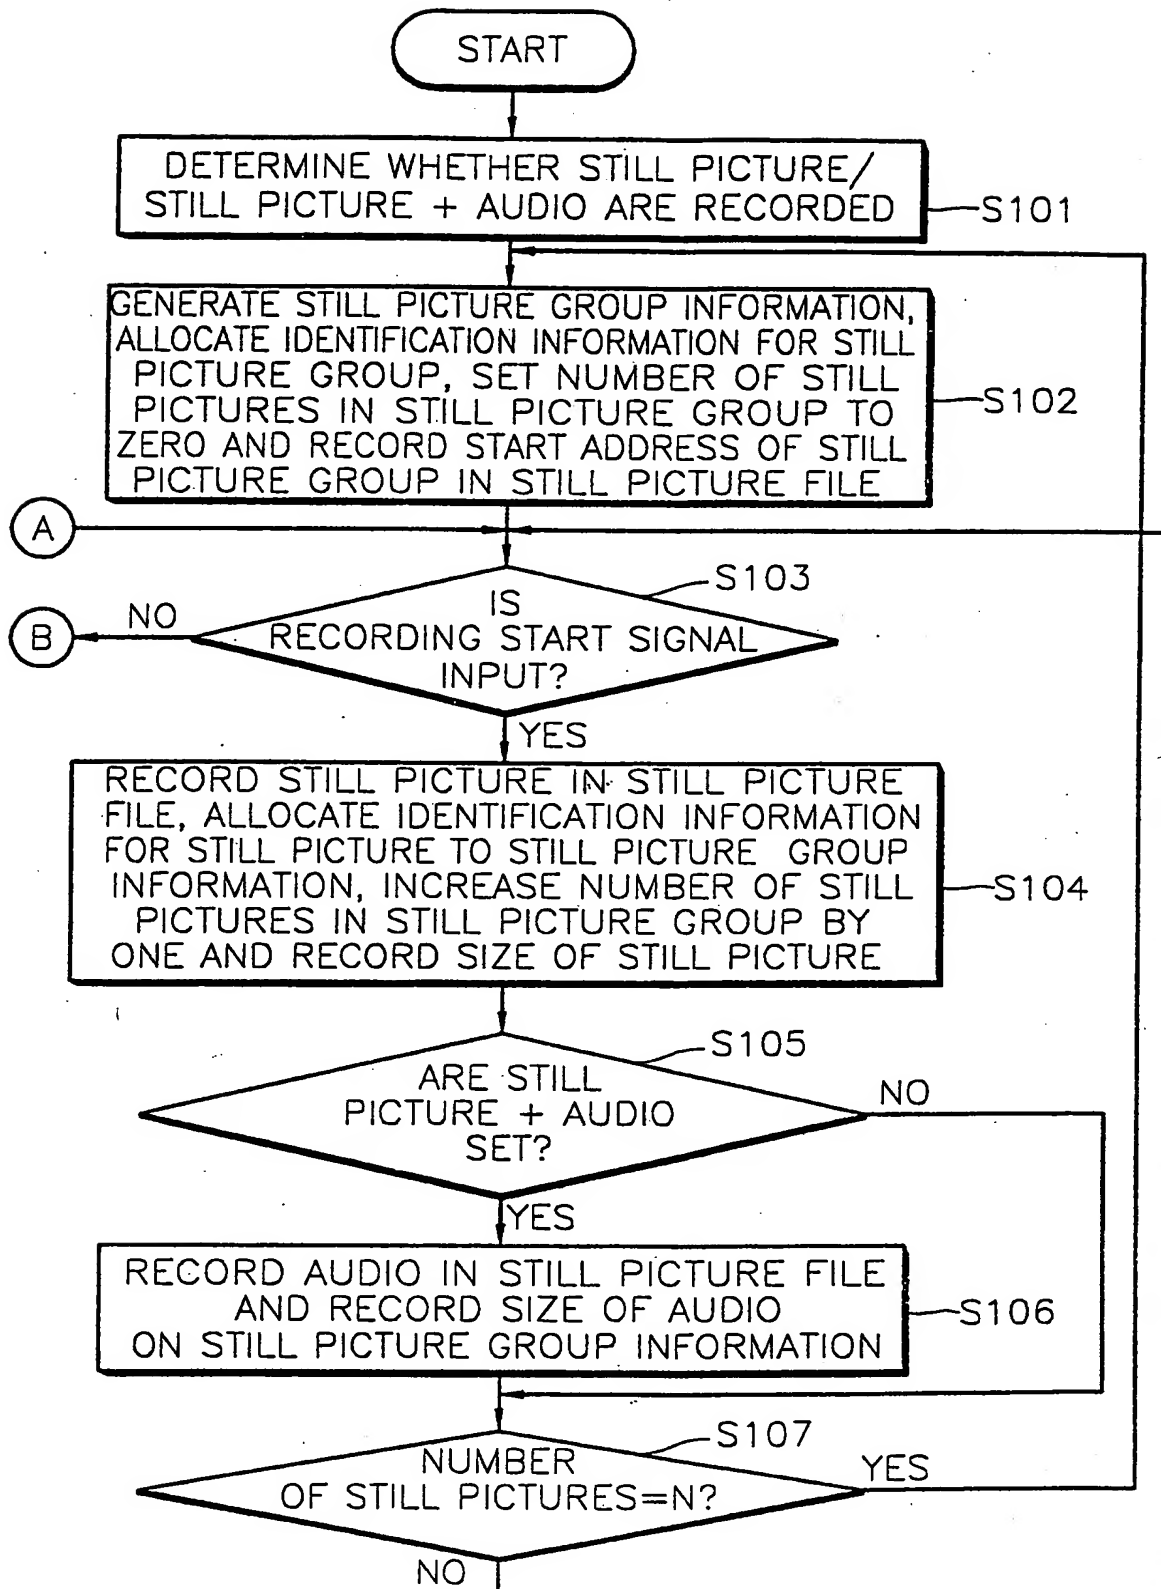 START
DETERMINE WHETHER STILL PICTURE/
STILL PICTURE + AUDIO ARE RECORDED
S101
GENERATE STILL PICTURE GROUP INFORMATION,
ALLOCATE IDENTIFICATION INFORMATION FOR STILL
PICTURE GROUP, SET NUMBER OF STILL
PICTURES IN STILL PICTURE GROUP TO
ZERO AND RECORD START ADDRESS OF STILL
PICTURE GROUP IN STILL PICTURE FILE
S102
A
S103
IS
RECORDING START SIGNAL
INPUT?
NO
B
YES
RECORD STILL PICTURE IN STILL PICTURE
FILE, ALLOCATE IDENTIFICATION INFORMATION
FOR STILL PICTURE TO STILL PICTURE GROUP
INFORMATION, INCREASE NUMBER OF STILL
PICTURES IN STILL PICTURE GROUP BY
ONE AND RECORD SIZE OF STILL PICTURE
S104
S105
ARE STILL
PICTURE + AUDIO
SET?
NO
YES
RECORD AUDIO IN STILL PICTURE FILE
AND RECORD SIZE OF AUDIO
ON STILL PICTURE GROUP INFORMATION
S106
S107
NUMBER
OF STILL PICTURES=N?
YES
NO